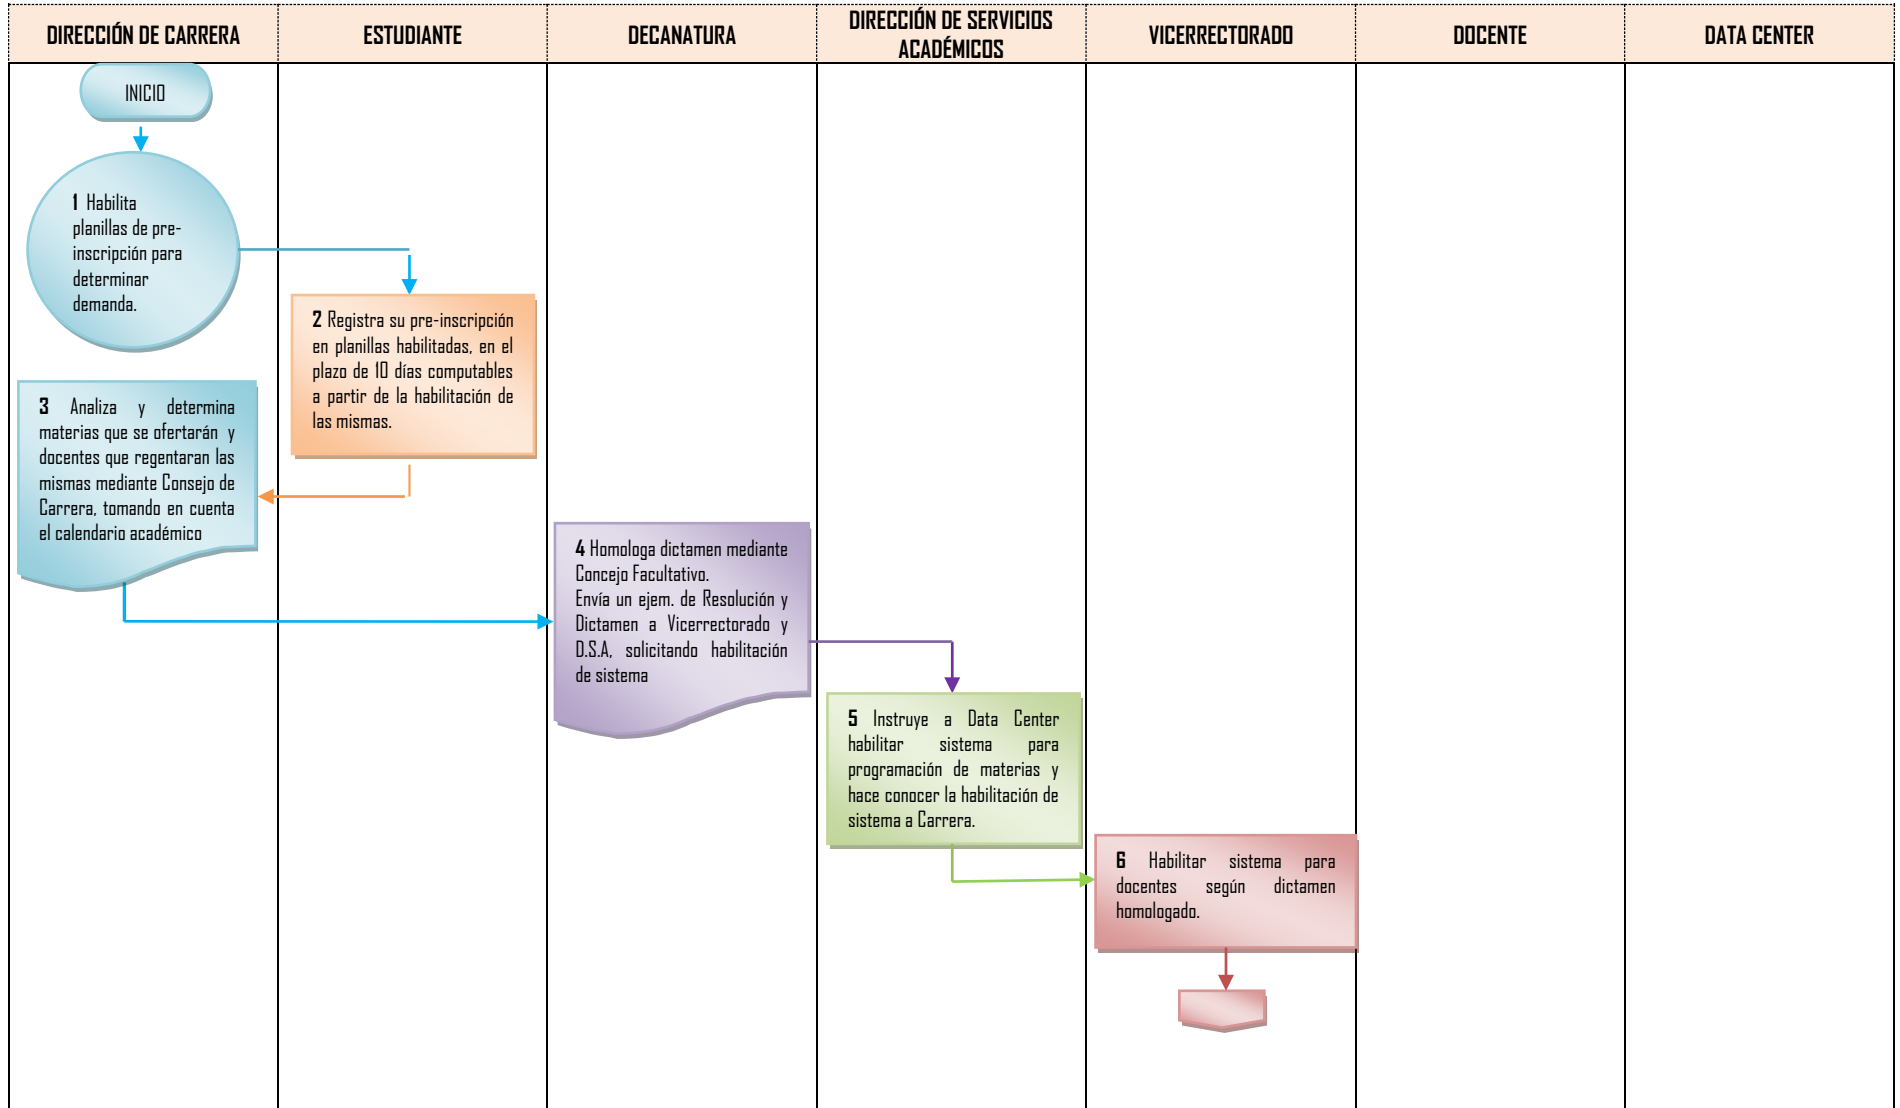 DIRECCIÓN DE CARRERA
ESTUDIANTE
DECANATURA
DIRECCIÓN DE SERVICIOS
ACADÉMICOS
VICERRECTORADO
DOCENTE
DATA CENTER
INICIO
1 Habilita
planillas de pre-
inscripción para
determinar
demanda.
2 Registra su pre-inscripción
en planillas habilitadas, en el
plazo de 10 días computables
a partir de la habilitación de
las mismas.
3 Analiza y determina
materias que se ofertarán y
docentes que regentaran las
mismas mediante Consejo de
Carrera, tomando en cuenta
el calendario académico
4 Homologa dictamen mediante
Concejo Facultativo.
Envía un ejem. de Resolución y
Dictamen a Vicerrectorado y
D.S.A, solicitando habilitación
de sistema
5 Instruye a Data Center
habilitar sistema para
programación de materias y
hace conocer la habilitación de
sistema a Carrera.
6 Habilitar sistema para
docentes según dictamen
homologado.